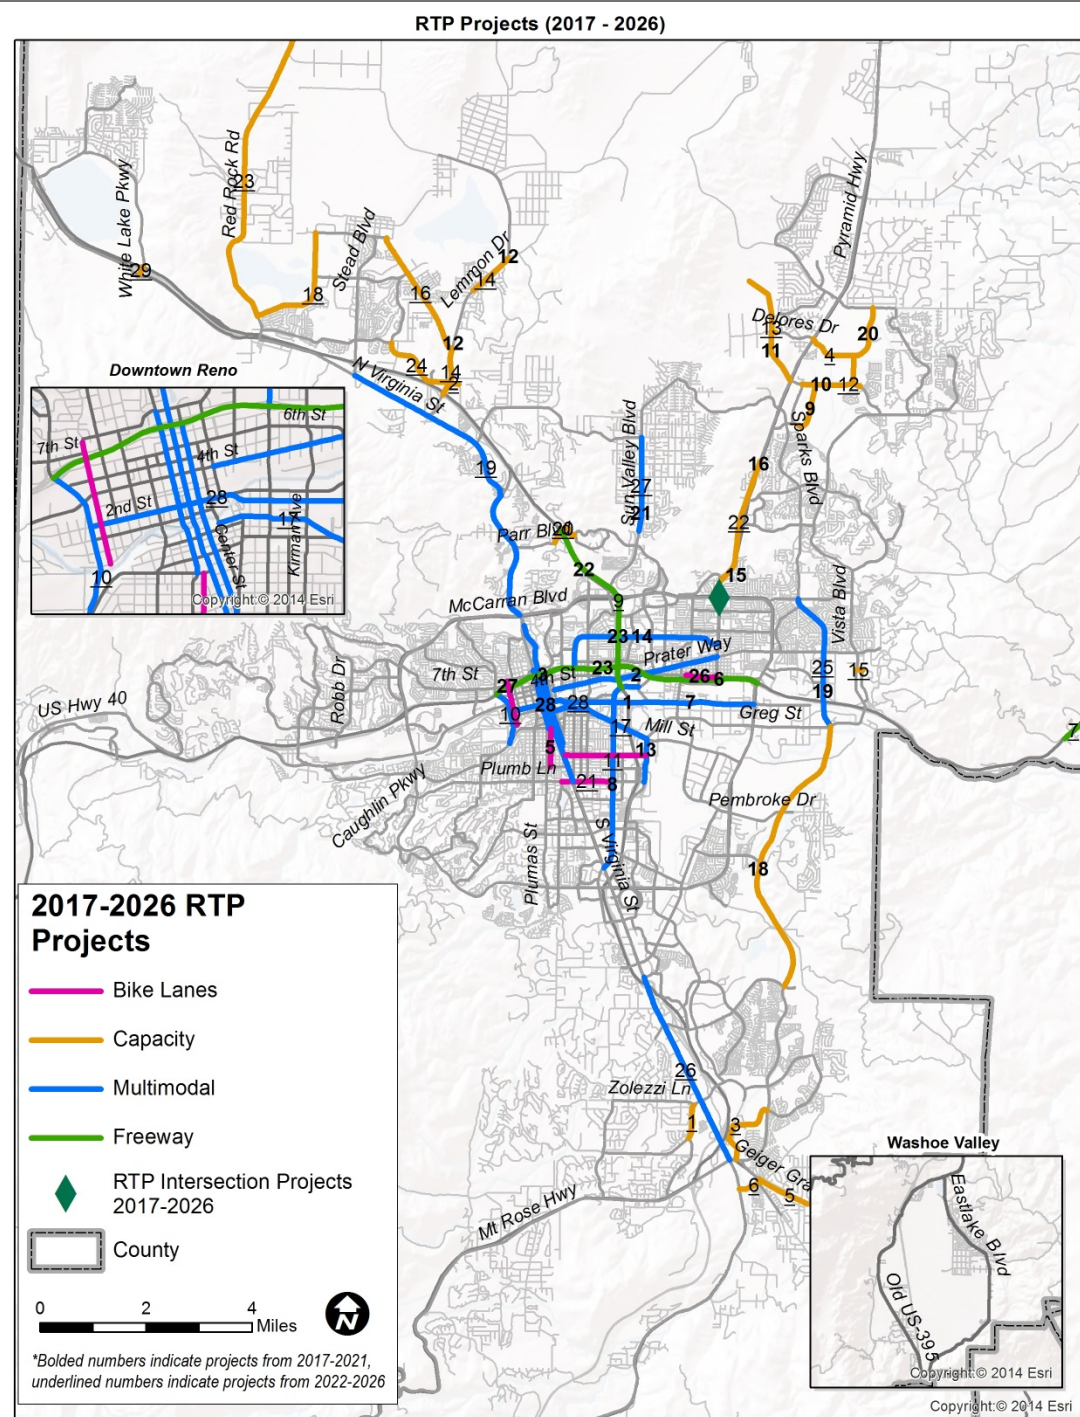 RTP Projects (2017 - 2026)
Red Rock Rd
23
White Lake Pkwy
29
18
Stead Blvd
16
Lemmon Dr
12
14
12
24
14
2
N Virginia St
19
Pyramid Hwy
Delores Dr
13
11
20
4
10
12
9
Sparks Blvd
16
22
15
Sun Valley Blvd
27
21
Parr Blvd
20
22
McCarran Blvd
9
23
14
Prater Way
7th St
3
4th St
23
2
26
6
27
10
28
28
1
7
Greg St
17
Mill St
13
5
11
Plumb Ln
21
8
Vista Blvd
25
15
19
7
US Hwy 40
Robb Dr
Caughlin Pkwy
Plumas St
S Virginia St
Pembroke Dr
18
26
Zolezzi Ln
1
3
Geiger Gra
6
5
Mt Rose Hwy
Downtown Reno
7th St
6th St
4th St
2nd St
28
17
Center St
Kirman Ave
10
Copyright:© 2014 Esri
2017-2026 RTP
Projects
Bike Lanes
Capacity
Multimodal
Freeway
RTP Intersection Projects
2017-2026
County
0 2 4
Miles
N
*Bolded numbers indicate projects from 2017-2021,
underlined numbers indicate projects from 2022-2026
Washoe Valley
Eastlake Blvd
Old US-395
Copyright:© 2014 Esri
Copyright:© 2014 Esri